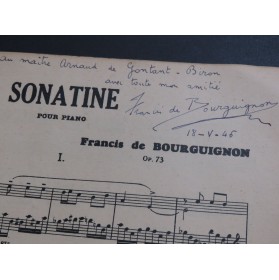 au maître Arnaud de Gontaut-Biron
avec toute mon amitié
Francis de Bourguignon
18-V-46
SONATINE
POUR PIANO
Francis de BOURGUIGNON
Op. 73
I.